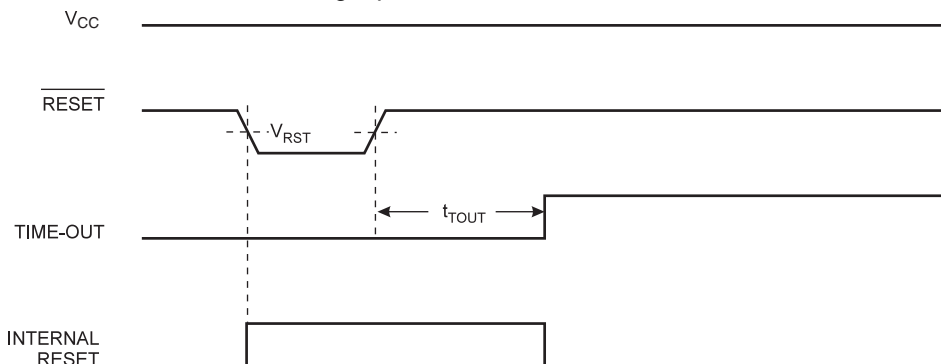 VCC
RESET
VRST
tTOUT
TIME-OUT
INTERNAL
RESET